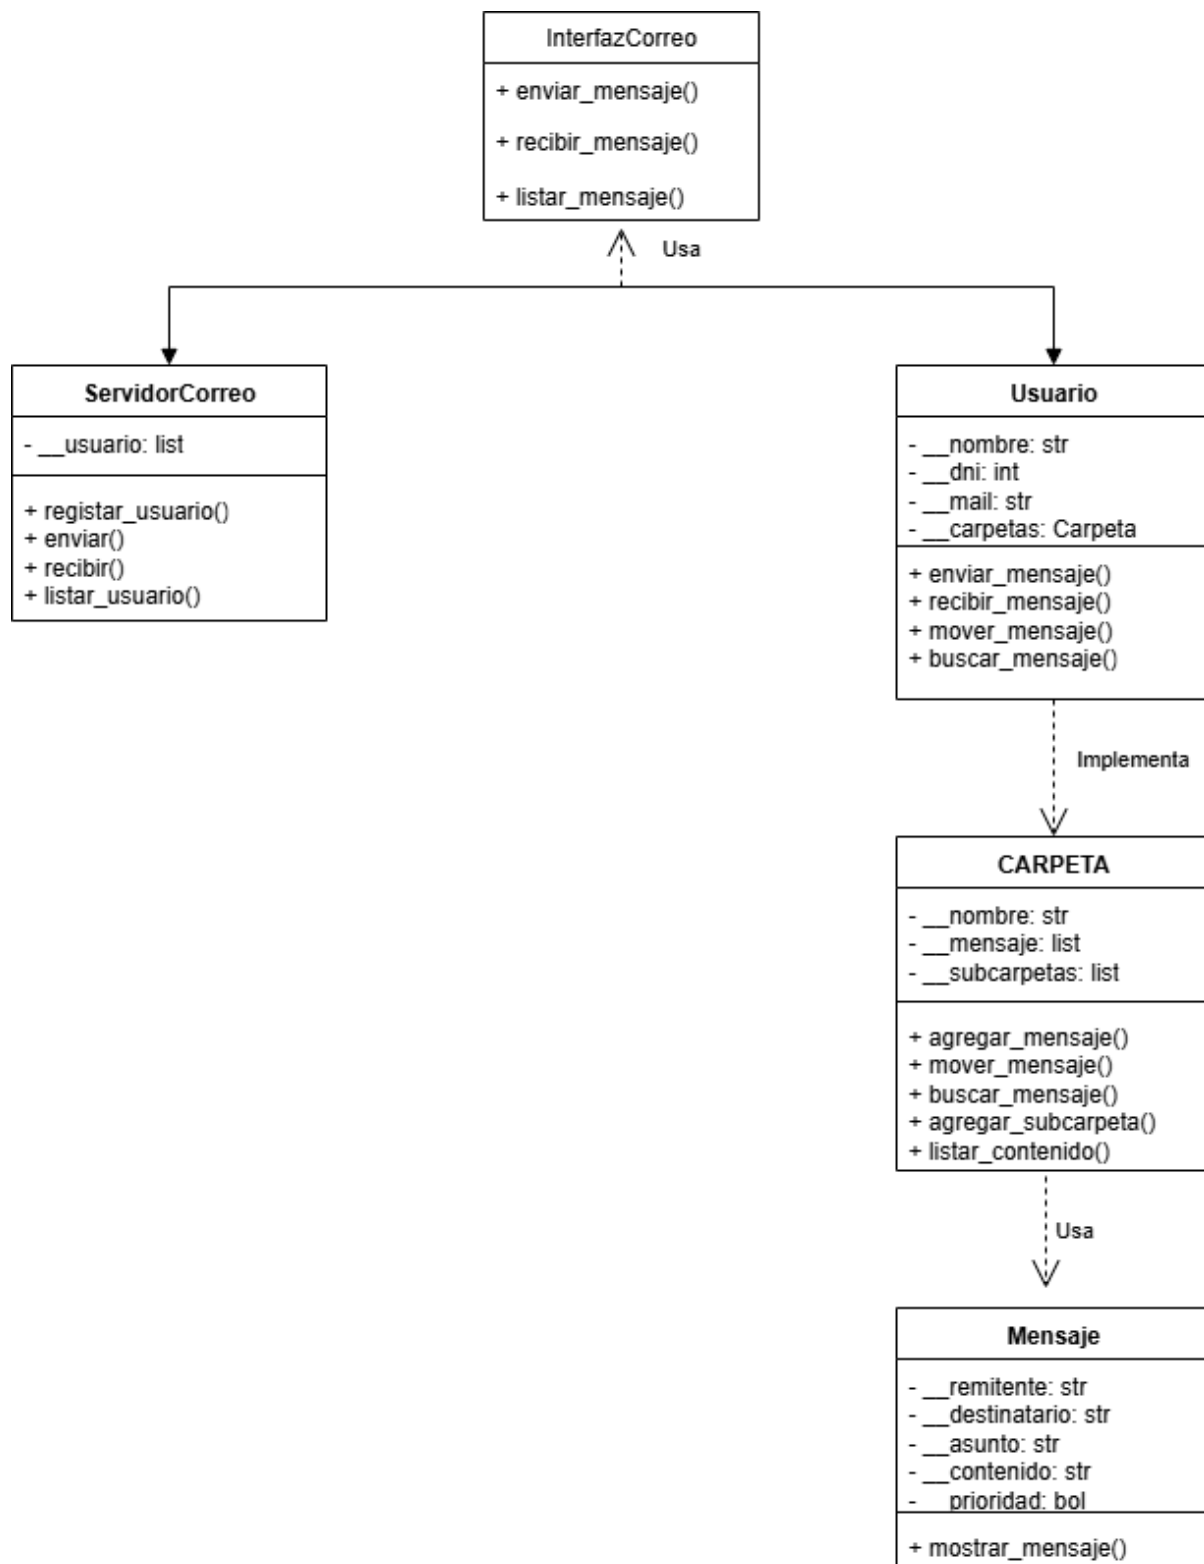 InterfazCorreo
+ enviar_mensaje()
+ recibir_mensaje()
+ listar_mensaje()
Usa
ServidorCorreo
- __usuario: list
+ registar_usuario()
+ enviar()
+ recibir()
+ listar_usuario()
Usuario
- __nombre: str
- __dni: int
- __mail: str
- __carpetas: Carpeta
+ enviar_mensaje()
+ recibir_mensaje()
+ mover_mensaje()
+ buscar_mensaje()
Implementa
CARPETA
- __nombre: str
- __mensaje: list
- __subcarpetas: list
+ agregar_mensaje()
+ mover_mensaje()
+ buscar_mensaje()
+ agregar_subcarpeta()
+ listar_contenido()
Usa
Mensaje
- __remitente: str
- __destinatario: str
- __asunto: str
- __contenido: str
- __prioridad: bol
+ mostrar_mensaje()